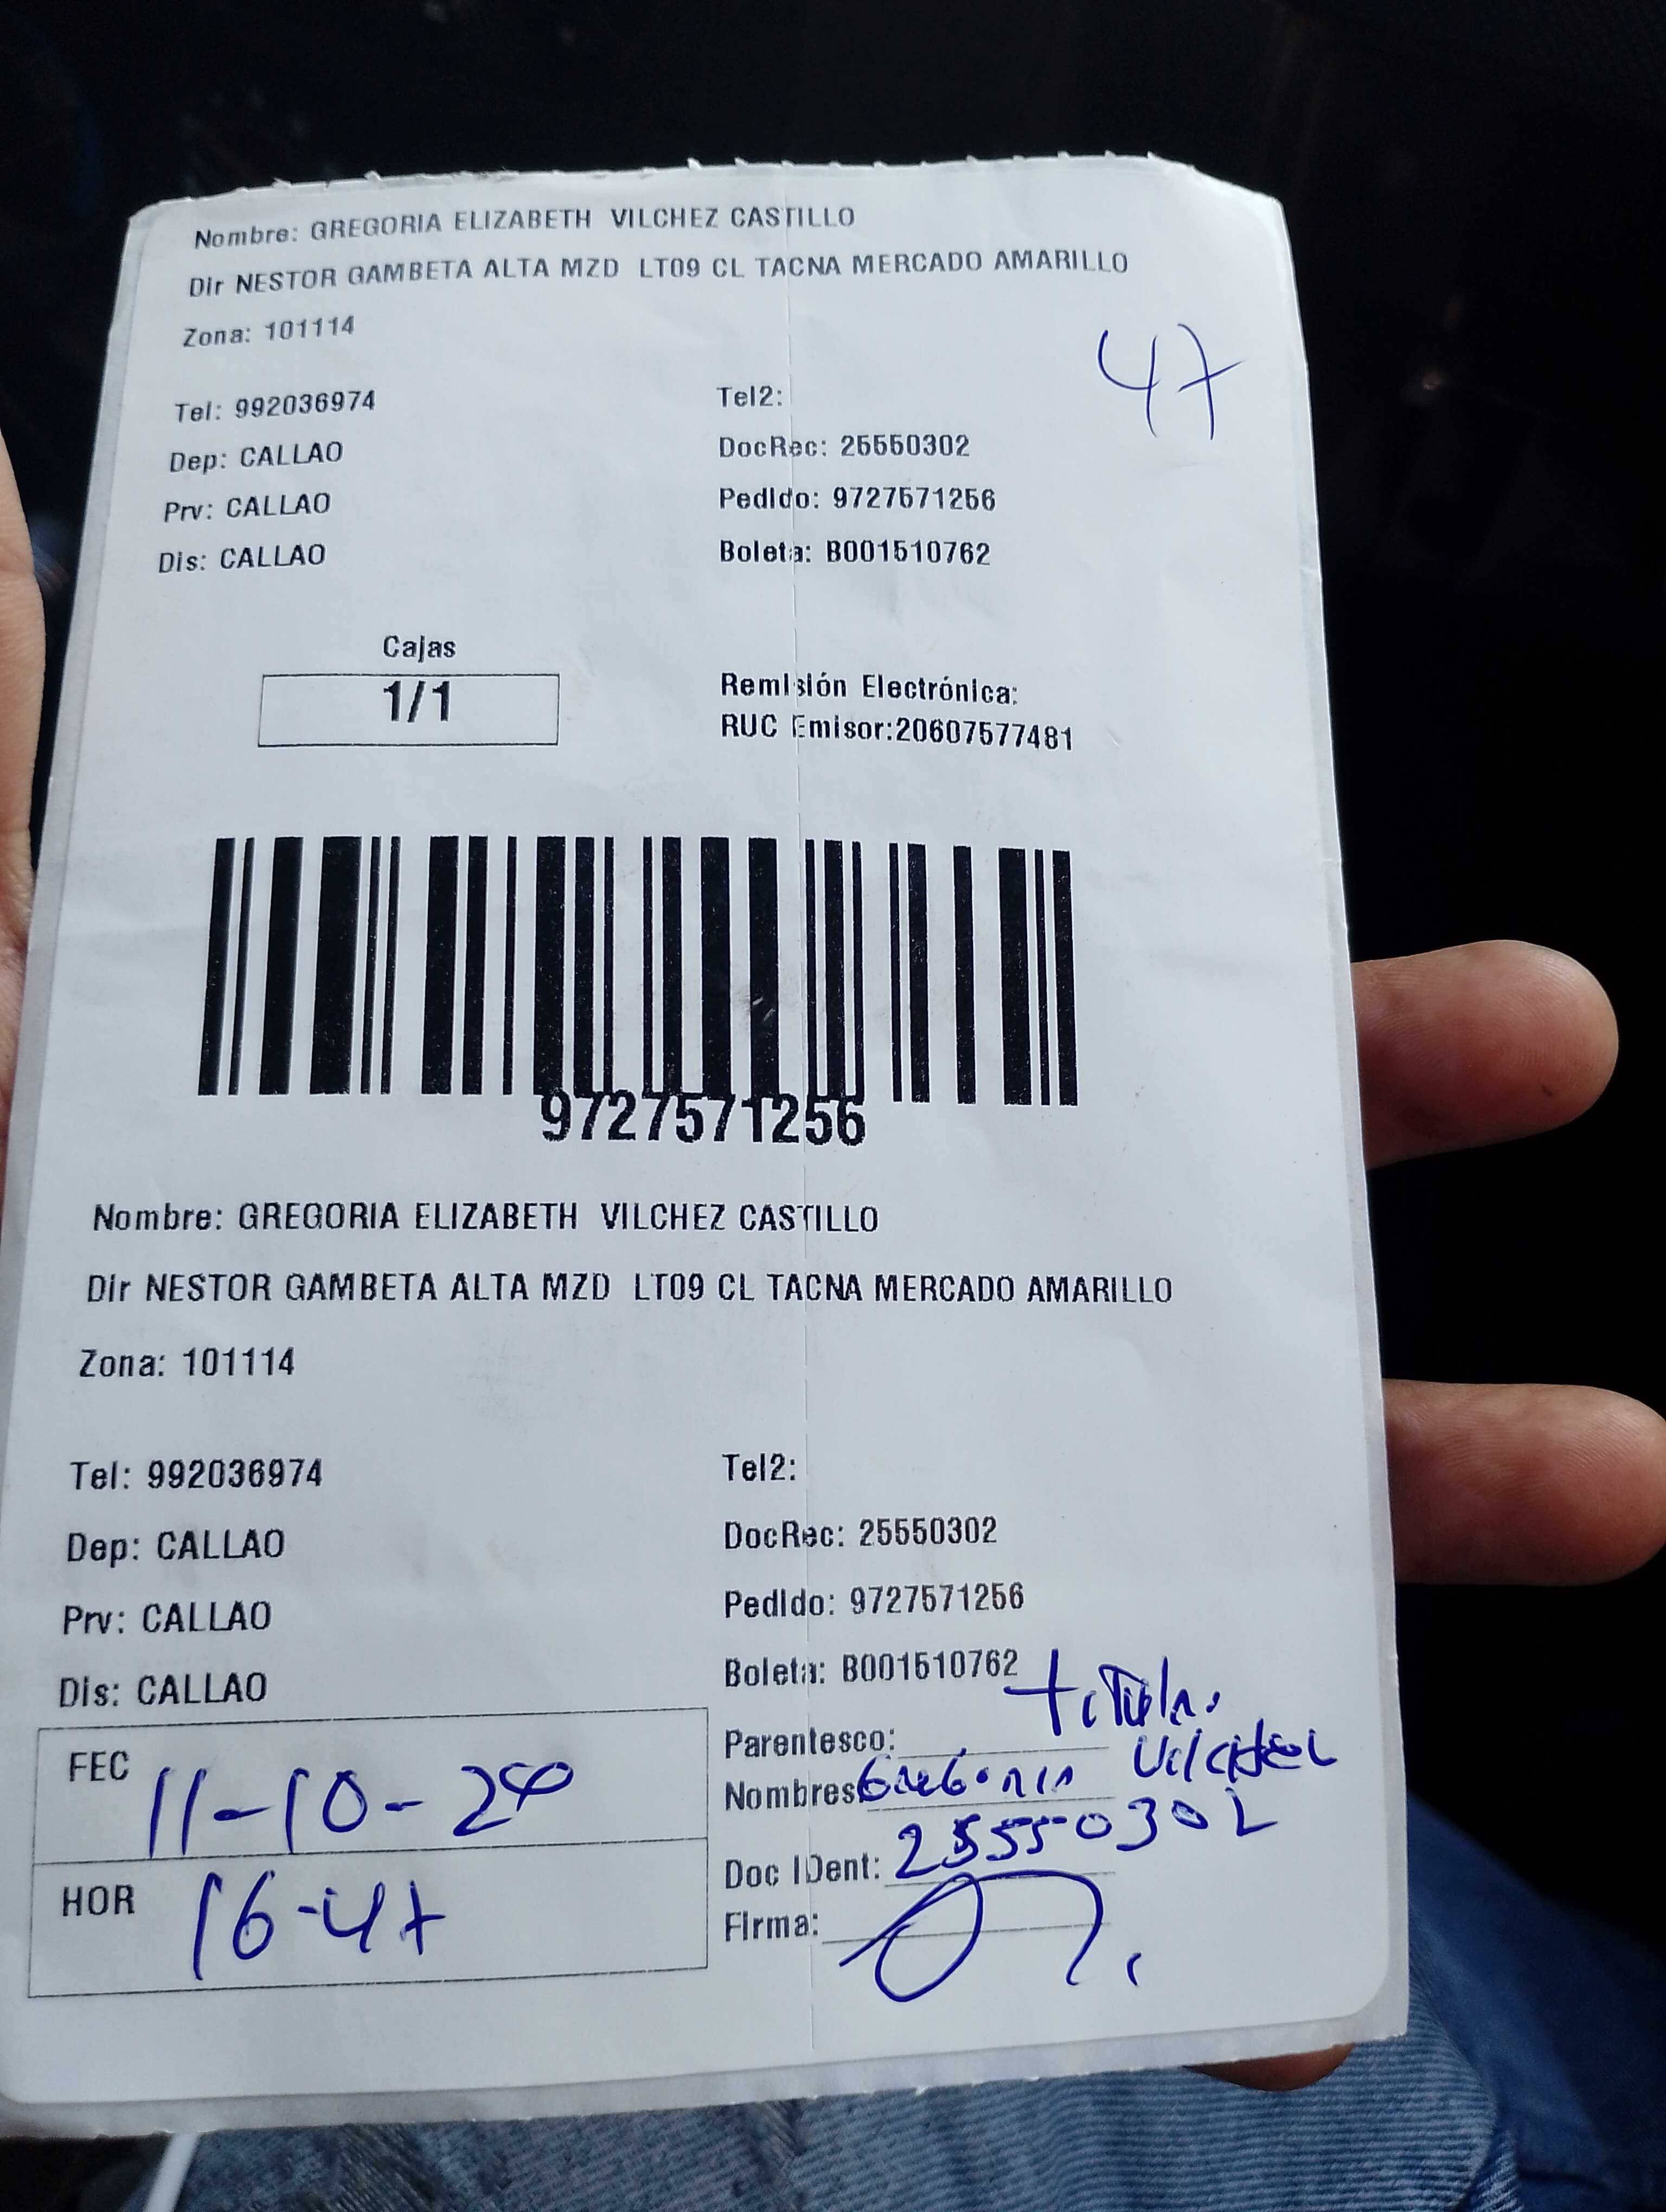 Nombre: GREGORIA ELIZABETH VILCHEZ CASTILLO
Dir NESTOR GAMBETA ALTA MZD LT09 CL TACNA MERCADO AMARILLO
Zona: 101114
47
Tel: 992036974
Tel2:
Dep: CALLAO
DocRec: 25550302
Prv: CALLAO
Pedido: 9727571256
Dis: CALLAO
Boleta: B001510762
Cajas
1/1
Remisión Electrónica:
RUC Emisor:20607577481
9727571256
Nombre: GREGORIA ELIZABETH VILCHEZ CASTILLO
Dir NESTOR GAMBETA ALTA MZD LT09 CL TACNA MERCADO AMARILLO
Zona: 101114
Tel: 992036974
Tel2:
Dep: CALLAO
DocRec: 25550302
Prv: CALLAO
Pedido: 9727571256
Dis: CALLAO
Boleta: B001510762
Parentesco: titular
Nombres: Gregoria Vilchez
Doc IDent: 25550302
Firma:
FEC 11-10-24
HOR 16-47